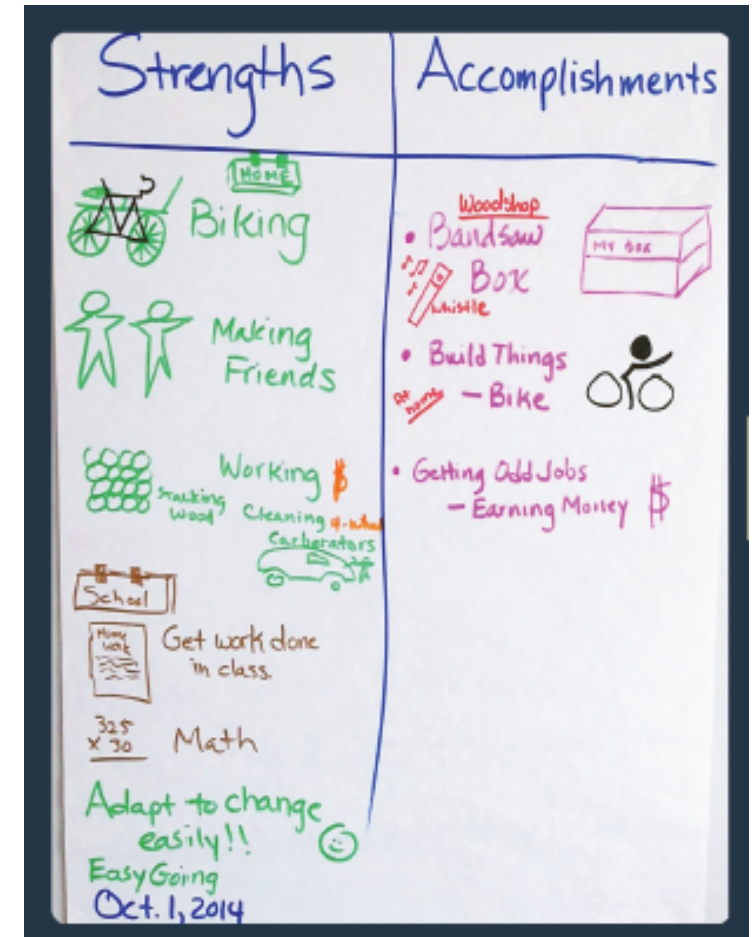 Strengths
HOME
Biking
Making
Friends
Working $
Stacking
Wood
Cleaning 4-whe
Carberators
School
Home
work
Get work done
in class
325
x 30
Math
Adapt to change
easily!!
Easy Going
Oct. 1, 2014
Accomplishments
Woodshop
• Bandsaw
Box
whistle
MY BOX
• Build Things
At
home
- Bike
• Getting Odd Jobs
- Earning Money $